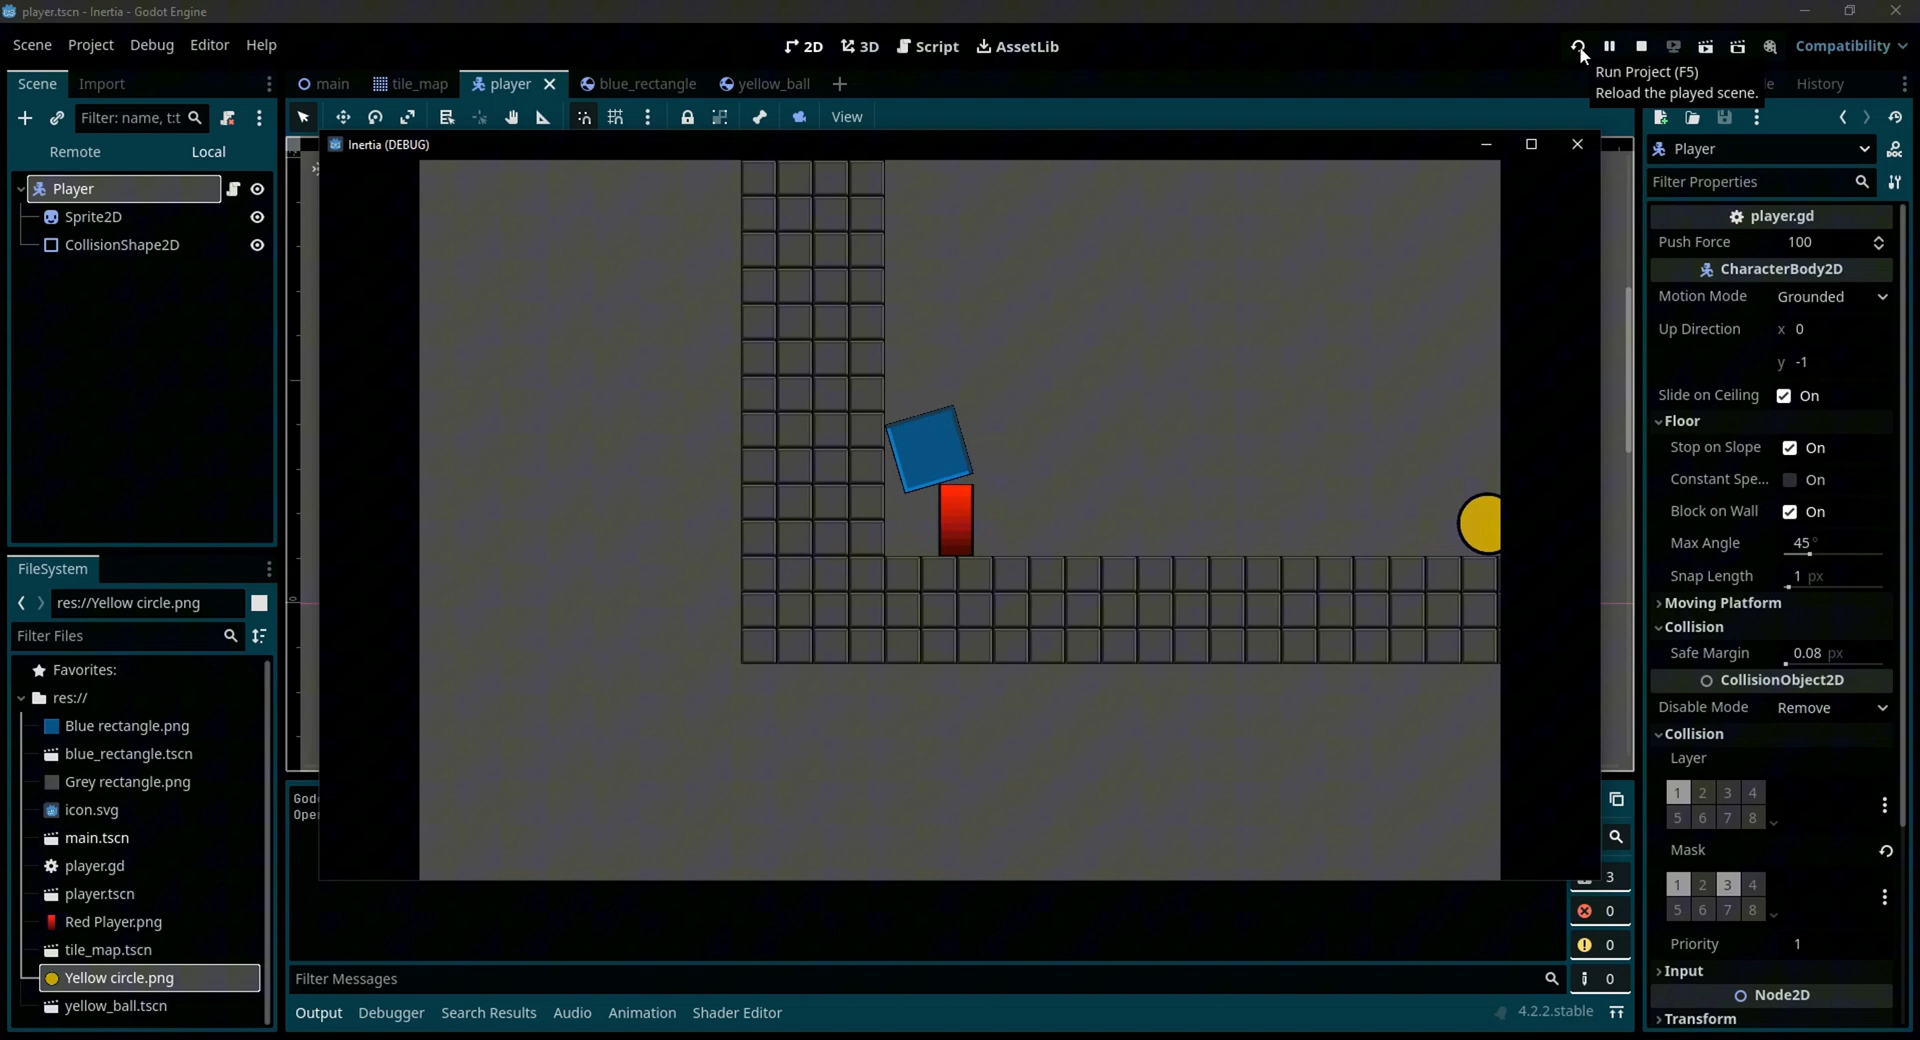 player.tscn - Inertia - Godot Engine
Scene Project Debug Editor Help
2D 3D Script AssetLib
Compatibility
Run Project (F5)
Reload the played scene.
Scene Import
main tile_map player blue_rectangle yellow_ball
History
Filter: name, t:t
View
Remote Local
Inertia (DEBUG)
Player
Sprite2D
CollisionShape2D
Player
Filter Properties
player.gd
Push Force 100
CharacterBody2D
Motion Mode Grounded
Up Direction x 0
y -1
Slide on Ceiling On
Floor
Stop on Slope On
Constant Spe... On
Block on Wall On
Max Angle 45 °
Snap Length 1 px
Moving Platform
Collision
Safe Margin 0.08 px
CollisionObject2D
Disable Mode Remove
Collision
Layer
1 2 3 4
5 6 7 8
Mask
1 2 3 4
5 6 7 8
Priority 1
Input
Node2D
Transform
FileSystem
res://Yellow circle.png
Filter Files
Favorites:
res://
Blue rectangle.png
blue_rectangle.tscn
Grey rectangle.png
icon.svg
main.tscn
player.gd
player.tscn
Red Player.png
tile_map.tscn
Yellow circle.png
yellow_ball.tscn
0
Godo
Oper
3
0
0
0
Filter Messages
Output Debugger Search Results Audio Animation Shader Editor
4.2.2.stable